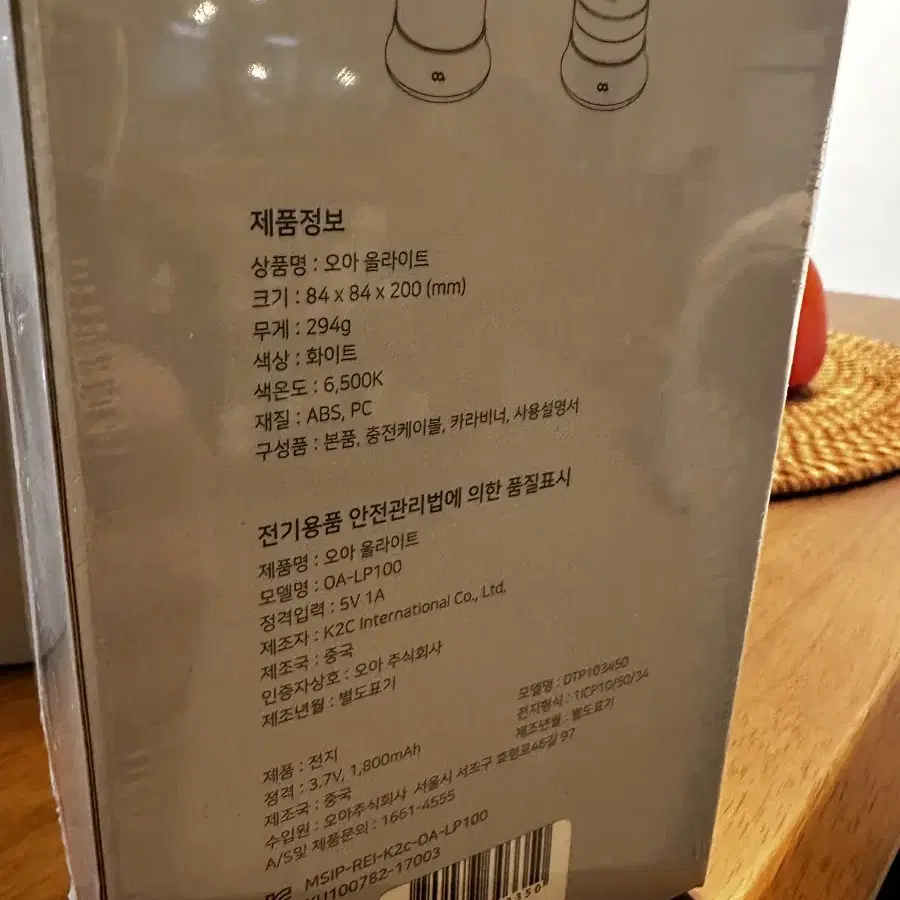 제품정보
상품명 : 오아 올라이트
크기 : 84 x 84 x 200 (mm)
무게 : 294g
색상 : 화이트
색온도 : 6,500K
재질 : ABS, PC
구성품 : 본품, 충전케이블, 카라비너, 사용설명서
전기용품 안전관리법에 의한 품질표시
제품명 : 오아 올라이트
모델명 : OA-LP100
정격입력 : 5V 1A
제조자 : K2C International Co., Ltd.
제조국 : 중국
인증자상호 : 오아 주식회사
제조년월 : 별도표기
제품 : 전지
정격 : 3.7V, 1,800mAh
제조국 : 중국
모델명 : DTP103450
전지형식 : 1ICP10/50/34
제조년월 : 별도표기
수입원 : 오아주식회사 서울시 서초구 효령로46길 97
A/S및 제품문의 : 1661-4555
MSIP-REI-K2c-OA-LP100
100782-17003